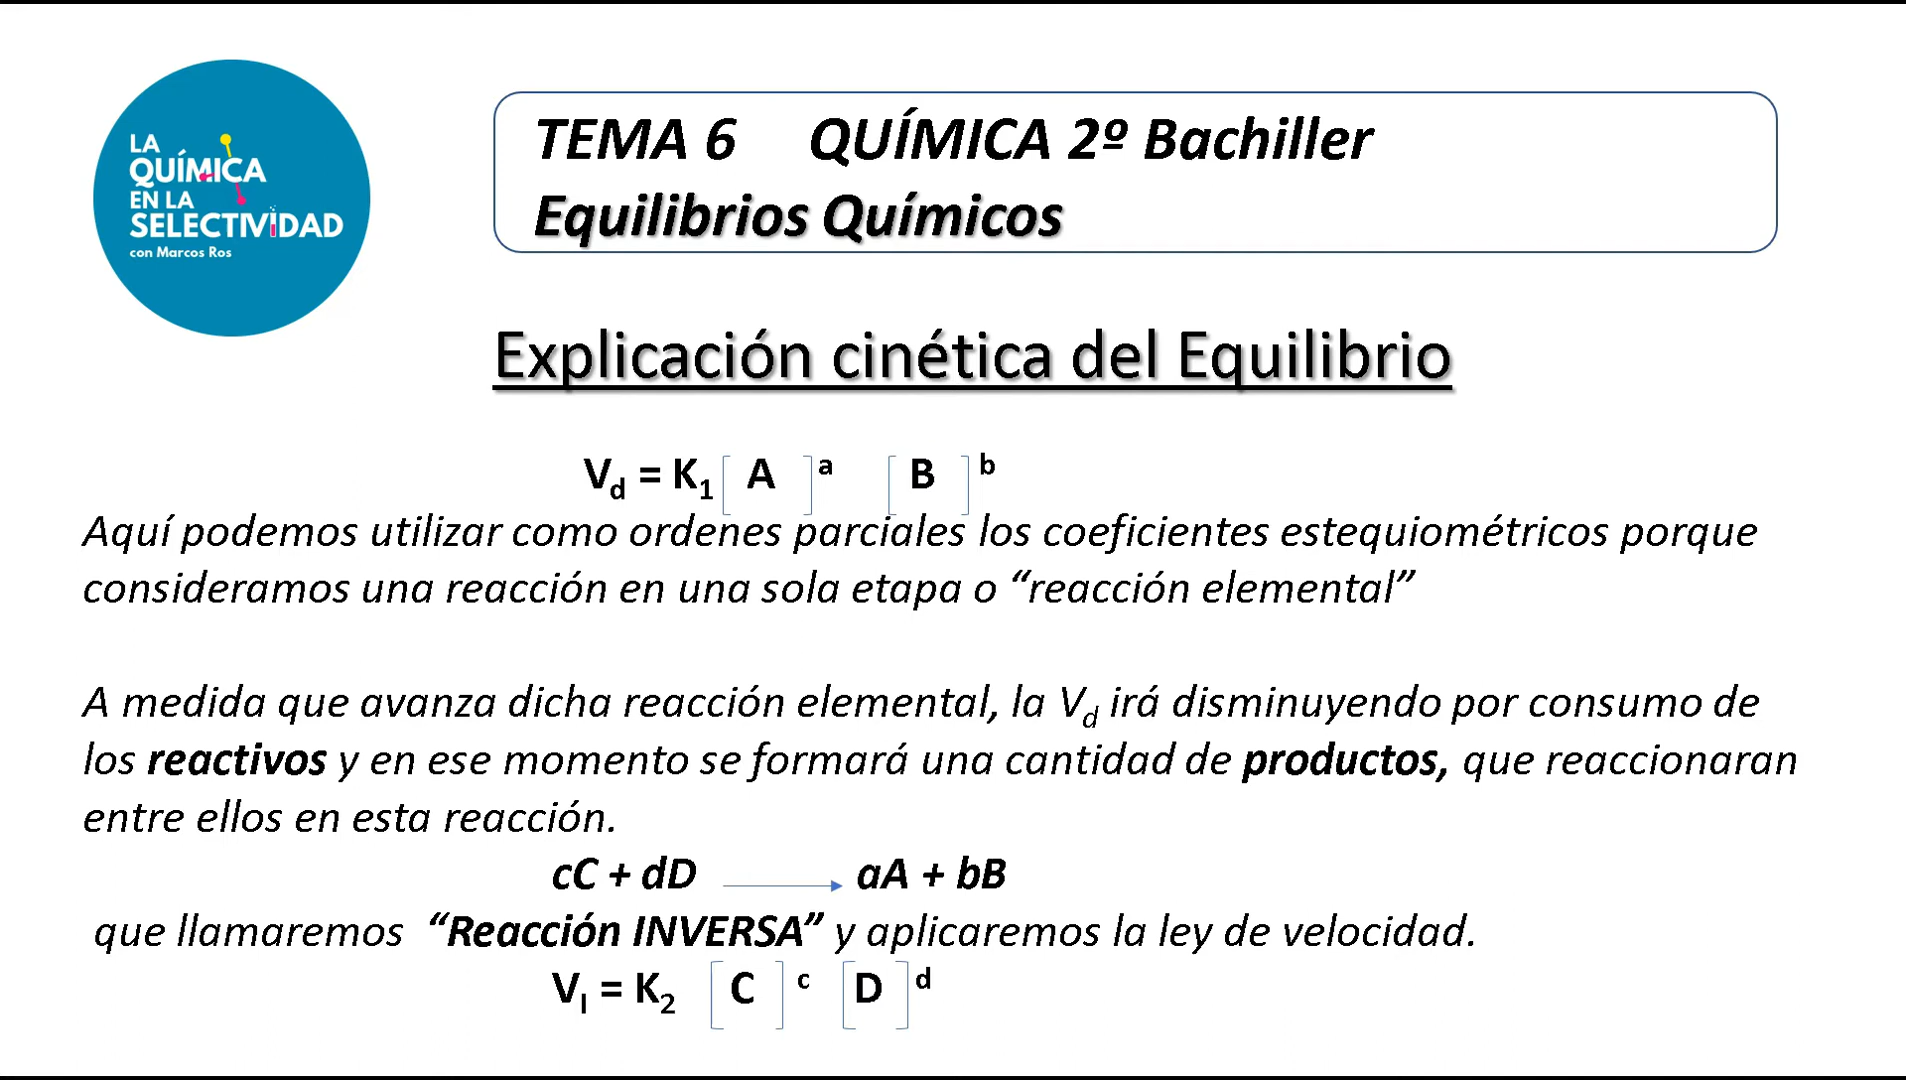 LA
QUÍMICA
EN LA
SELECTIVIDAD
con Marcos Ros
TEMA 6 QUÍMICA 2º Bachiller
Equilibrios Químicos
Explicación cinética del Equilibrio
Vd = K1 [ A ]a [ B ]b
Aquí podemos utilizar como ordenes parciales los coeficientes estequiométricos porque
consideramos una reacción en una sola etapa o “reacción elemental”
A medida que avanza dicha reacción elemental, la Vd irá disminuyendo por consumo de
los reactivos y en ese momento se formará una cantidad de productos, que reaccionaran
entre ellos en esta reacción.
cC + dD → aA + bB
que llamaremos “Reacción INVERSA” y aplicaremos la ley de velocidad.
VI = K2 [ C ] c [ D ] d